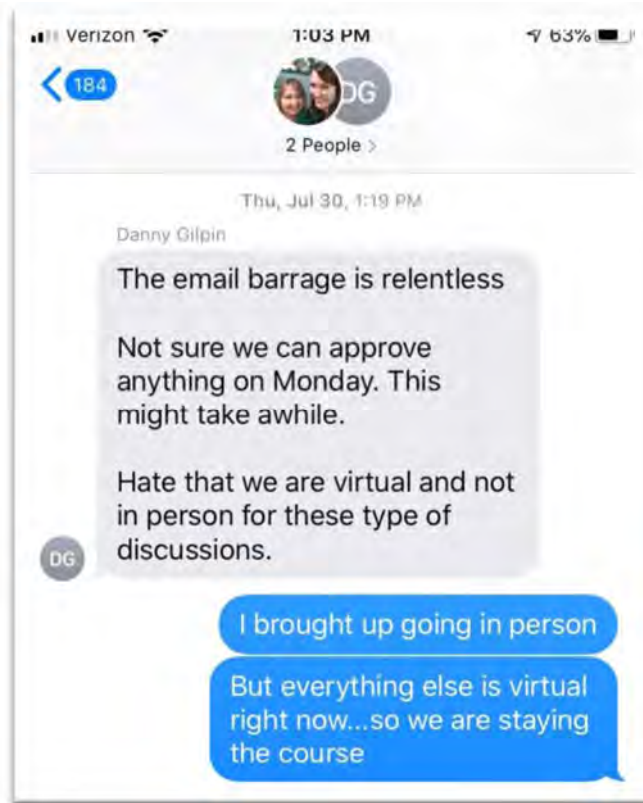 Verizon 1:03 PM 63%
184
DG
2 People >
Thu, Jul 30, 1:19 PM
Danny Gilpin
The email barrage is relentless
Not sure we can approve
anything on Monday. This
might take awhile.
Hate that we are virtual and not
in person for these type of
discussions.
DG
I brought up going in person
But everything else is virtual
right now...so we are staying
the course